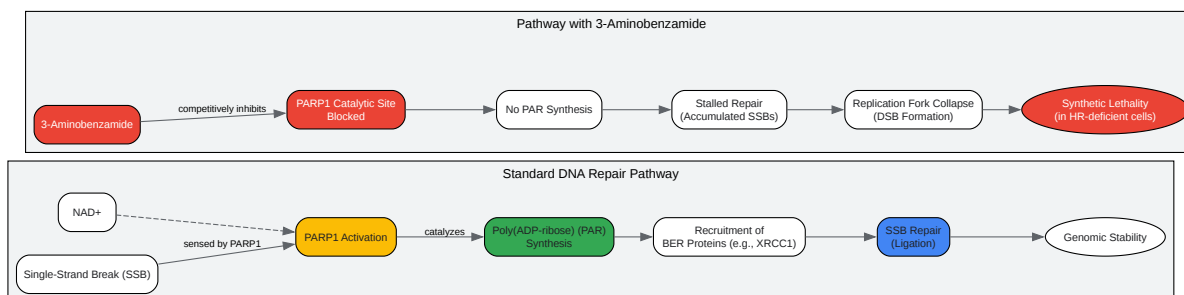 Pathway with 3-Aminobenzamide
3-Aminobenzamide
competitively inhibits
PARP1 Catalytic Site
Blocked
No PAR Synthesis
Stalled Repair
(Accumulated SSBs)
Replication Fork Collapse
(DSB Formation)
Synthetic Lethality
(in HR-deficient cells)
Standard DNA Repair Pathway
NAD+
Single-Strand Break (SSB)
sensed by PARP1
PARP1 Activation
catalyzes
Poly(ADP-ribose) (PAR)
Synthesis
Recruitment of
BER Proteins (e.g., XRCC1)
SSB Repair
(Ligation)
Genomic Stability